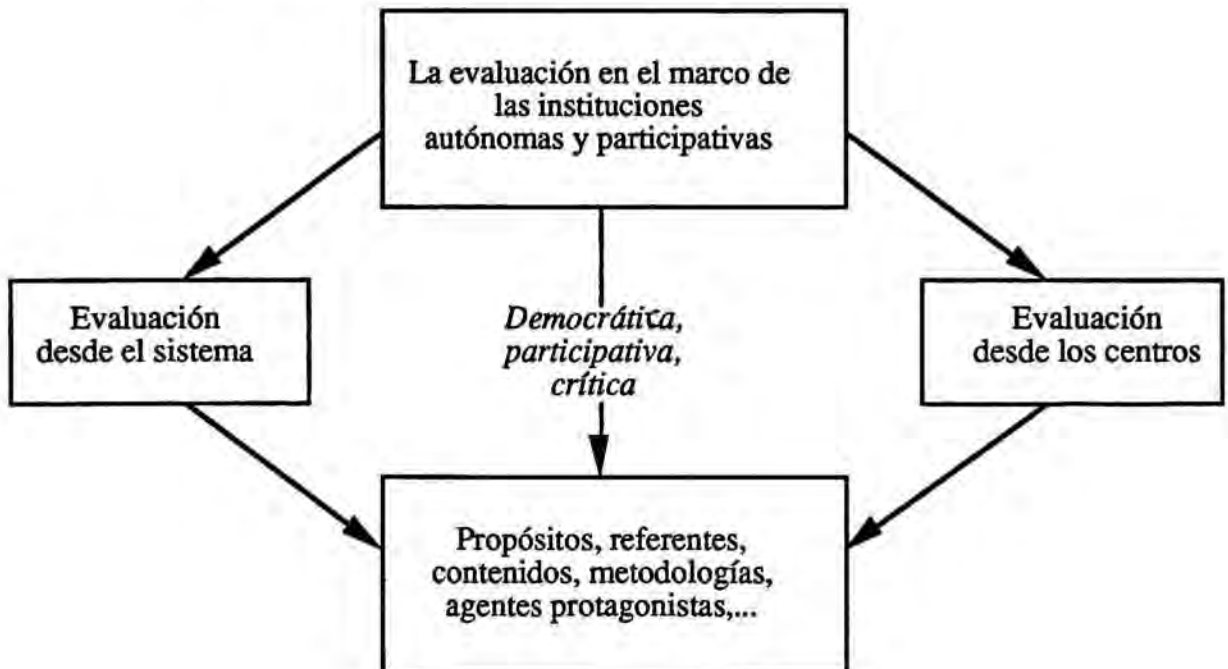 La evaluación en el marco de
las instituciones
autónomas y participativas
Evaluación
desde el sistema
Democrática,
participativa,
crítica
Evaluación
desde los centros
Propósitos, referentes,
contenidos, metodologías,
agentes protagonistas,...